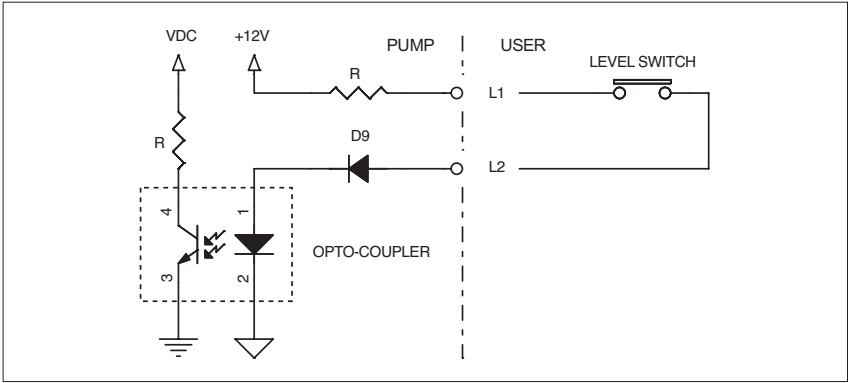 VDC
+12V
PUMP
USER
LEVEL SWITCH
R
L1
R
D9
L2
4
1
OPTO-COUPLER
3
2